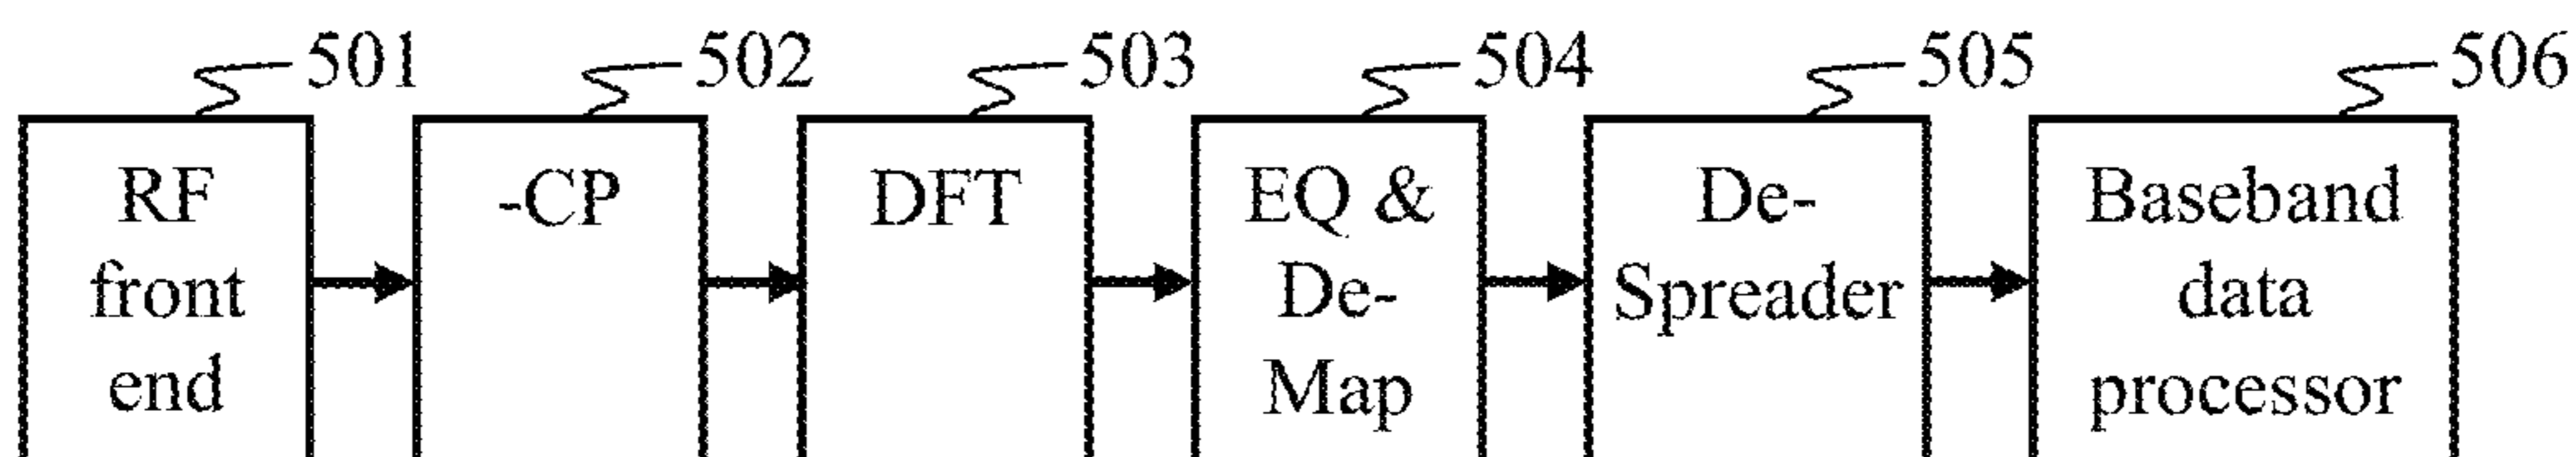 501 502 503 504 505 506
RF
front
end
-CP
DFT
EQ &
De-
Map
De-
Spreader
Baseband
data
processor